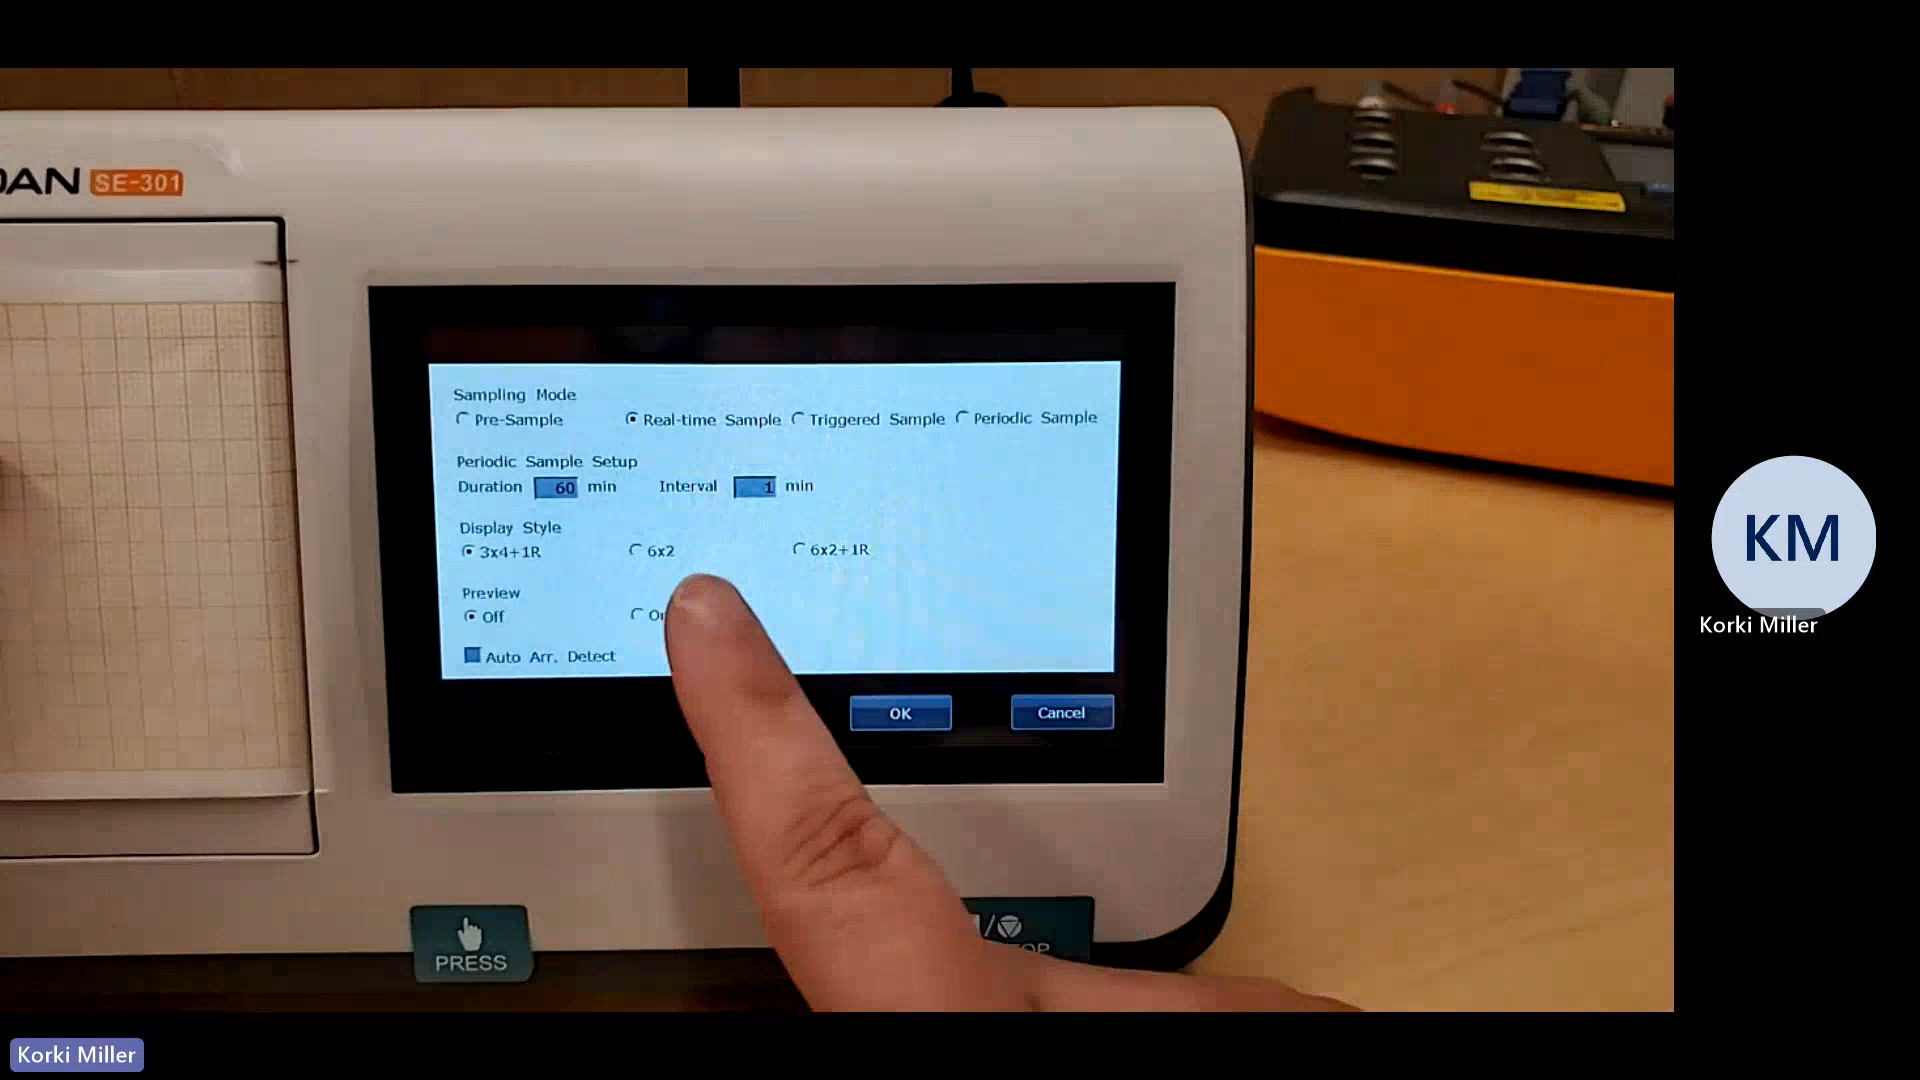 DAN SE-301
Sampling Mode
Pre-Sample Real-time Sample Triggered Sample Periodic Sample
Periodic Sample Setup
Duration 60 min Interval 1 min
Display Style
3x4+1R 6x2 6x2+1R
Preview
Off
Auto Arr. Detect
OK Cancel
PRESS
KM
Korki Miller
Korki Miller